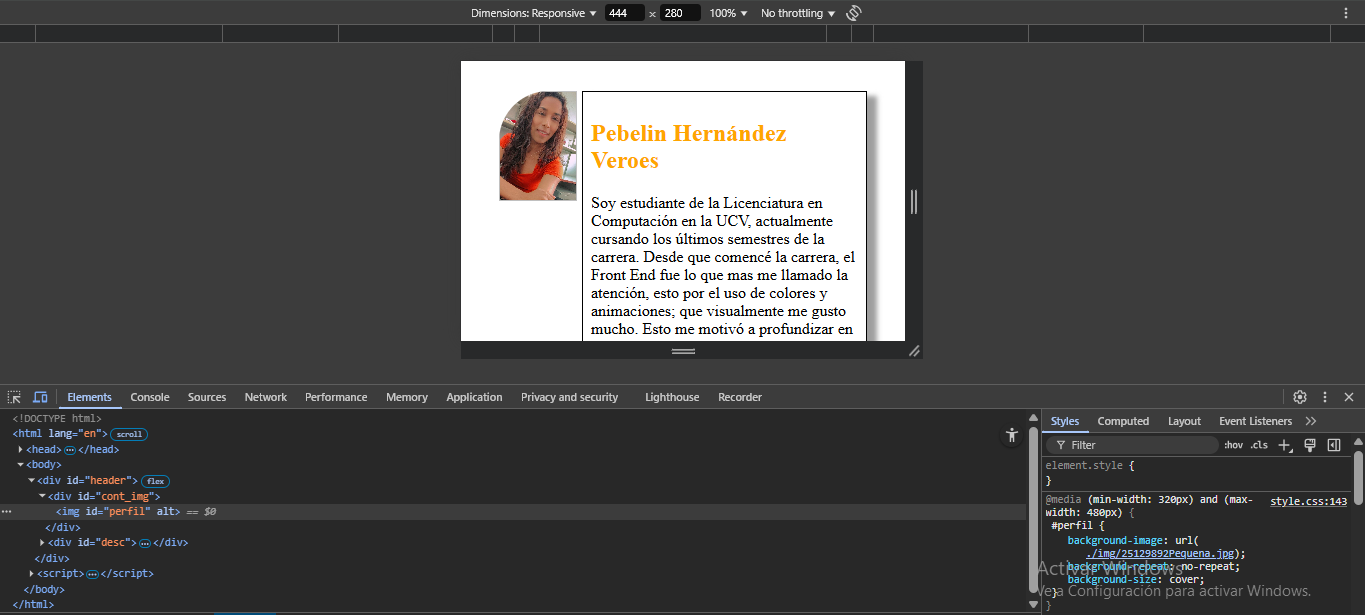 Dimensions: Responsive ▼ 444 × 280 100% ▼ No throttling ▼
Pebelin Hernández
Veroes
Soy estudiante de la Licenciatura en
Computación en la UCV, actualmente
cursando los últimos semestres de la
carrera. Desde que comencé la carrera, el
Front End fue lo que mas me llamado la
atención, esto por el uso de colores y
animaciones; que visualmente me gusto
mucho. Esto me motivó a profundizar en
Elements Console Sources Network Performance Memory Application Privacy and security Lighthouse Recorder
<!DOCTYPE html>
<html lang="en"> scroll
<head> … </head>
<body>
<div id="header"> flex
<div id="cont_img">
<img id="perfil" alt> == $0
</div>
<div id="desc"> … </div>
</div>
<script> … </script>
</body>
</html>
Styles Computed Layout Event Listeners
Filter :hov .cls
element.style {
}
@media (min-width: 320px) and (max- style.css:143
width: 480px) {
#perfil {
background-image: url(
./img/25129892Pequena.jpg);
background-repeat: no-repeat;
background-size: cover;
}
}
Activar Windows
Ve a Configuración para activar Windows.